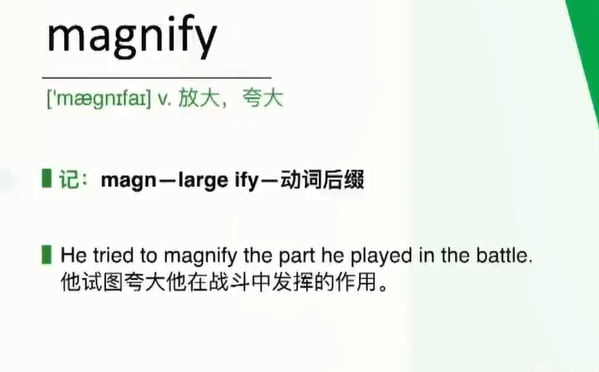 magnify
['mægnɪfaɪ] v. 放大，夸大
记：magn—large ify—动词后缀
He tried to magnify the part he played in the battle.
他试图夸大他在战斗中发挥的作用。